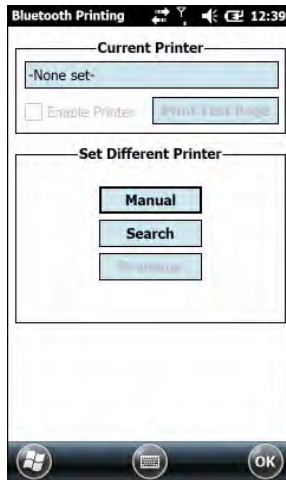 Bluetooth Printing 12:39
Current Printer
-None set-
Enable Printer Print Test Page
Set Different Printer
Manual
Search
OK